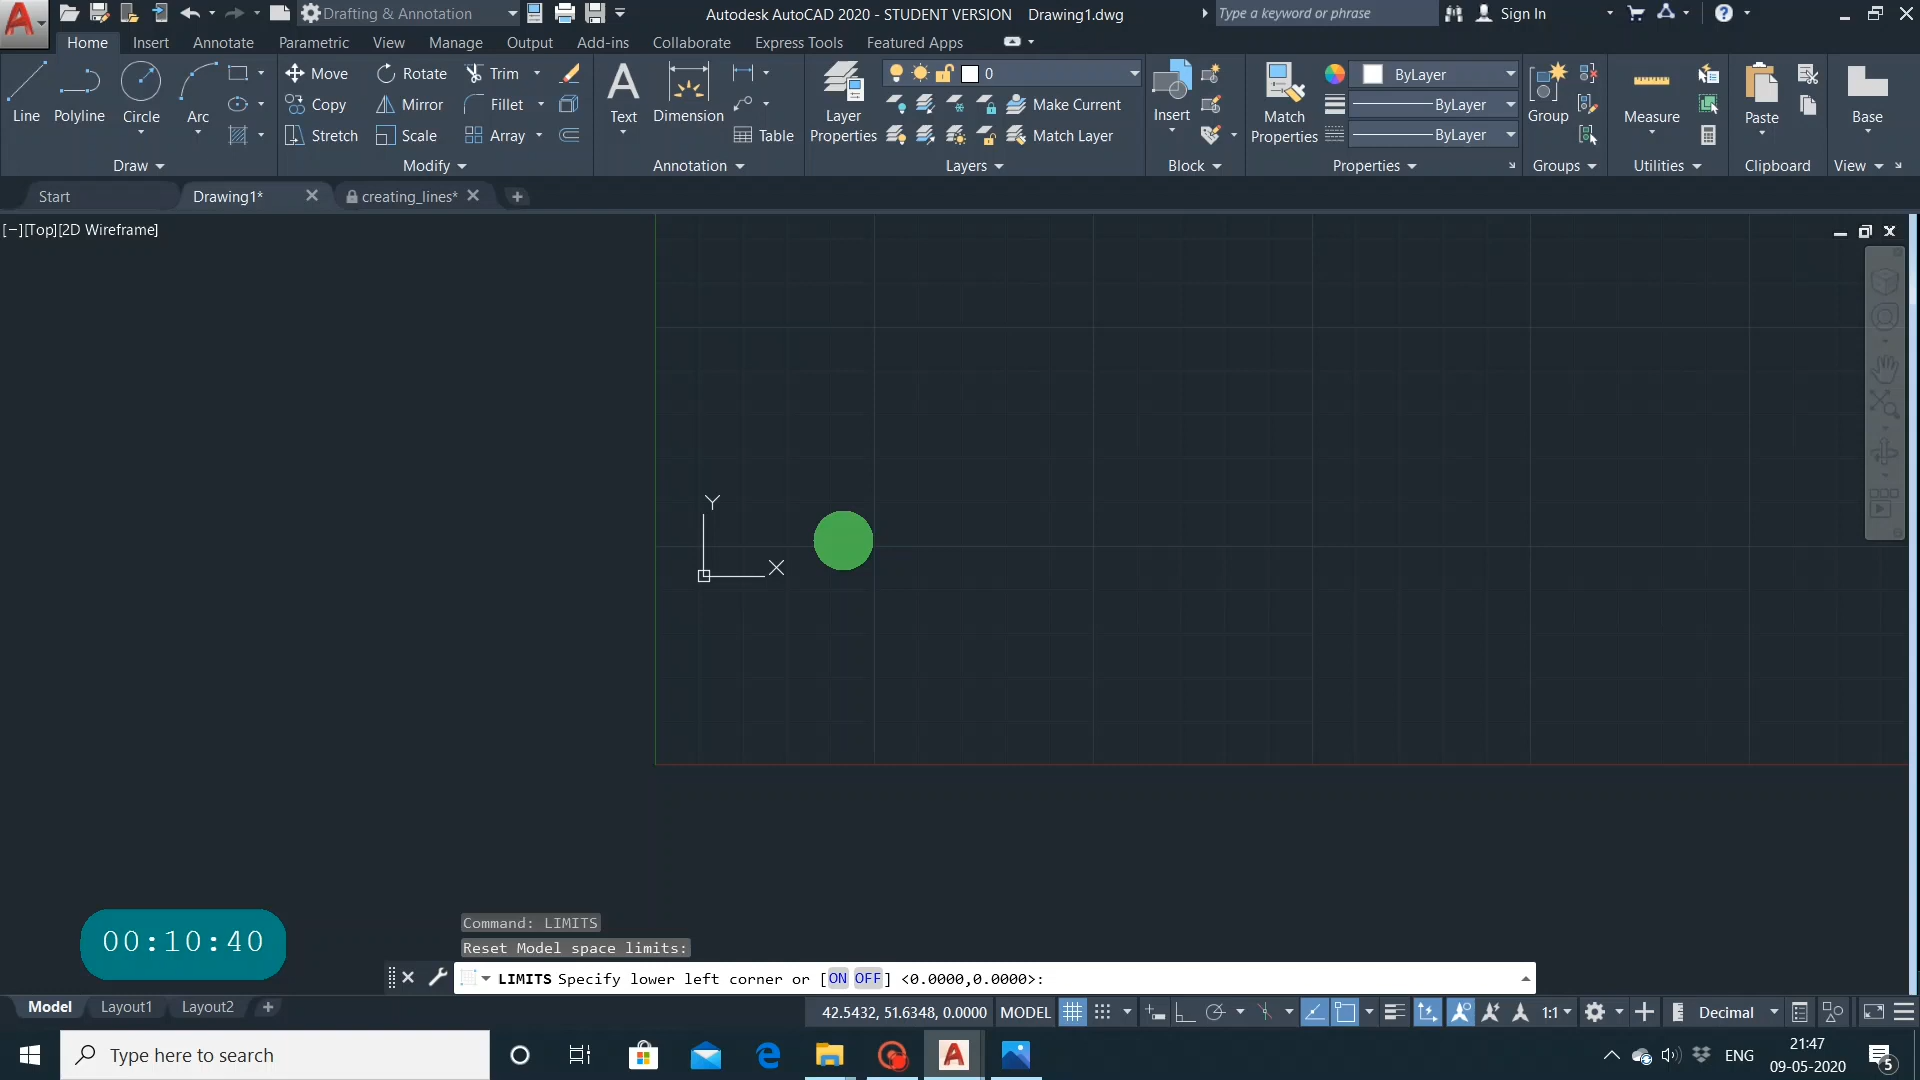 Drafting & Annotation
Autodesk AutoCAD 2020 - STUDENT VERSION Drawing1.dwg
Type a keyword or phrase
Sign In
Home Insert Annotate Parametric View Manage Output Add-ins Collaborate Express Tools Featured Apps
Move Rotate Trim
0
ByLayer
Copy Mirror Fillet
Make Current
ByLayer
Line Polyline Circle Arc
Text Dimension
Layer Properties
Insert
Match Properties
Group
Measure
Paste
Base
Stretch Scale Array
Table
Match Layer
ByLayer
Draw Modify Annotation Layers Block Properties Groups Utilities Clipboard View
Start Drawing1* creating_lines*
[−][Top][2D Wireframe]
Y
X
Command: LIMITS
00:10:40
Reset Model space limits:
LIMITS Specify lower left corner or [ON OFF] <0.0000,0.0000>:
Model Layout1 Layout2
42.5432, 51.6348, 0.0000 MODEL 1:1 Decimal
Type here to search
ENG
21:47
09-05-2020
5